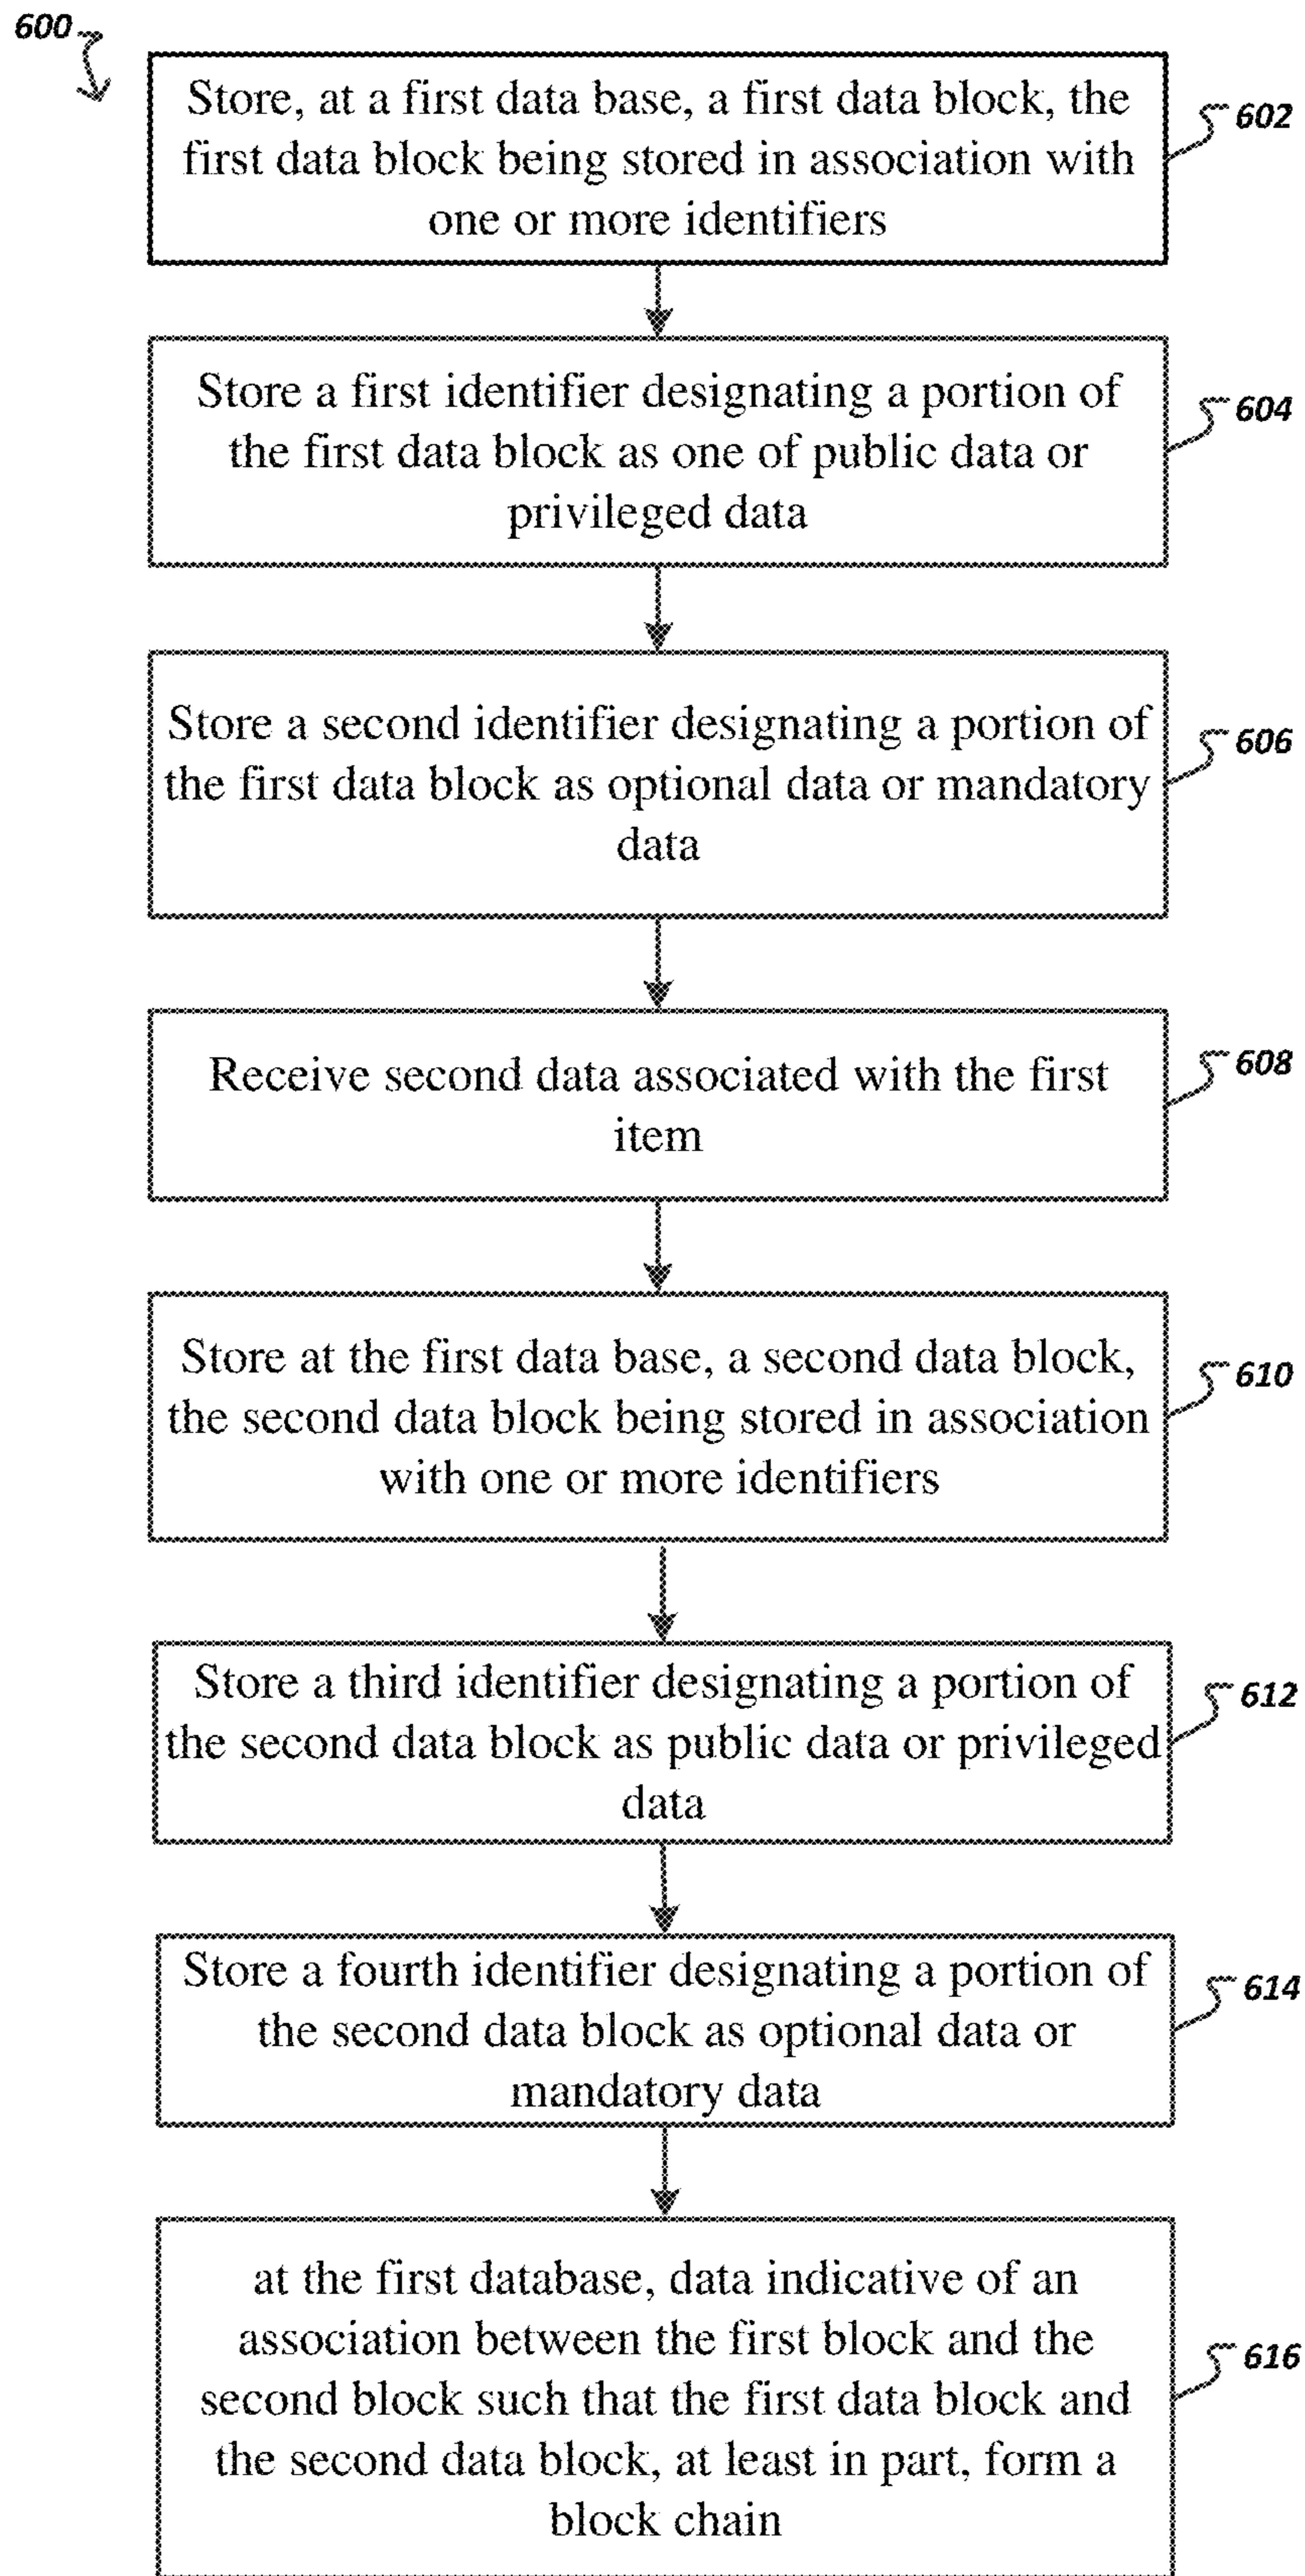 600
Store, at a first data base, a first data block, the
first data block being stored in association with
one or more identifiers
602
Store a first identifier designating a portion of
the first data block as one of public data or
privileged data
604
Store a second identifier designating a portion of
the first data block as optional data or mandatory
data
606
Receive second data associated with the first
item
608
Store at the first data base, a second data block,
the second data block being stored in association
with one or more identifiers
610
Store a third identifier designating a portion of
the second data block as public data or privileged
data
612
Store a fourth identifier designating a portion of
the second data block as optional data or
mandatory data
614
at the first database, data indicative of an
association between the first block and the
second block such that the first data block and
the second data block, at least in part, form a
block chain
616